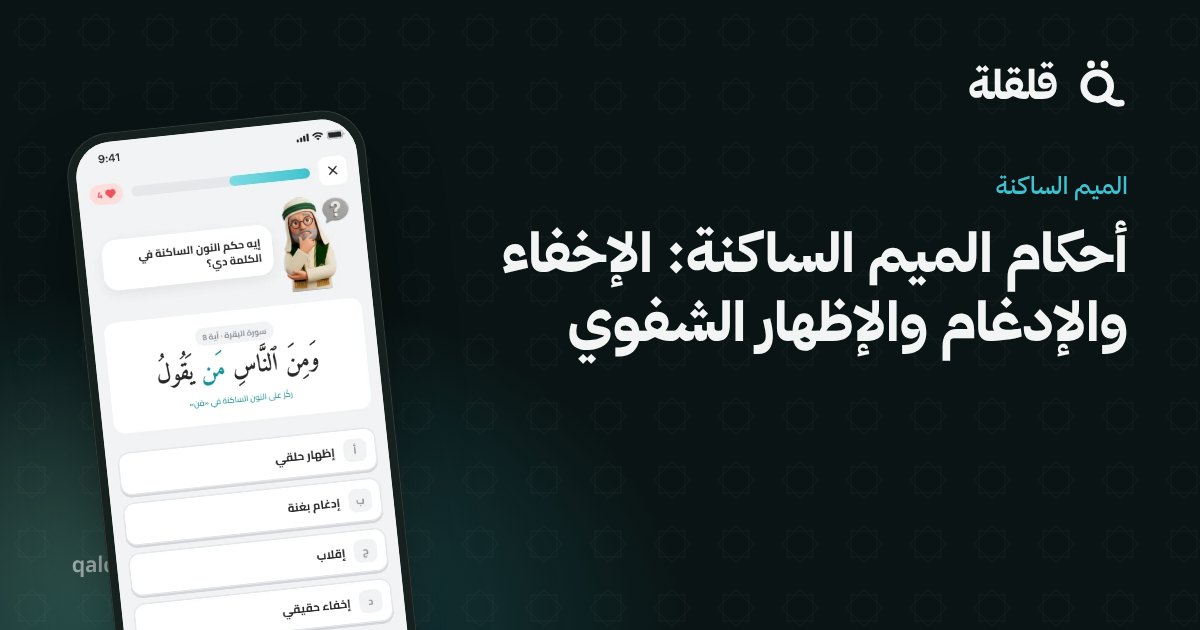 قلقلة
الميم الساكنة
أحكام الميم الساكنة: الإخفاء
والإدغام والإظهار الشفوي
9:41
4
إيه حكم النون الساكنة في
الكلمة دي؟
سورة البقرة · آية 8
وَمِنَ ٱلنَّاسِ مَن يَقُولُ
ركّز على النون الساكنة في «مَن»
أ إظهار حلقي
ب إدغام بغنة
ج إقلاب
د إخفاء حقيقي